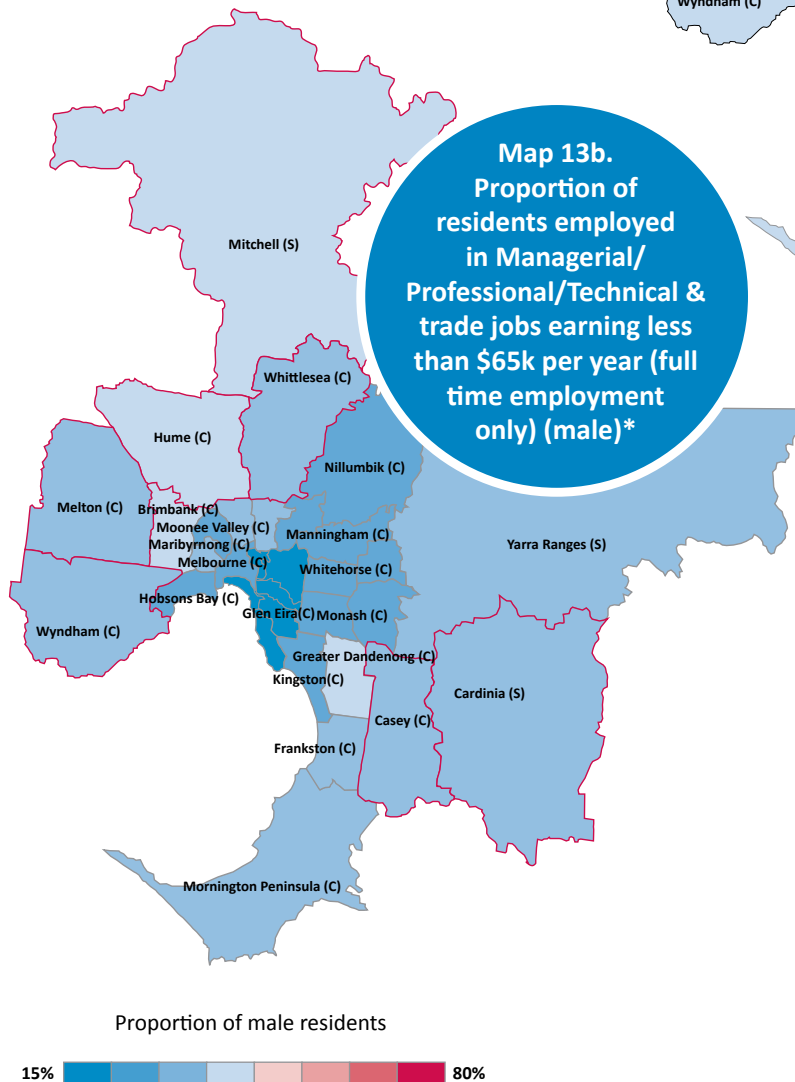 Wyndham (C)
Map 13b.
Proportion of
residents employed
in Managerial/
Professional/Technical &
trade jobs earning less
than $65k per year (full
time employment
only) (male)*
Mitchell (S)
Whittlesea (C)
Hume (C)
Nillumbik (C)
Melton (C)
Brimbank (C)
Moonee Valley (C)
Manningham (C)
Maribyrnong (C)
Yarra Ranges (S)
Melbourne (C)
Whitehorse (C)
Hobsons Bay (C)
Glen Eira(C)
Monash (C)
Wyndham (C)
Greater Dandenong (C)
Kingston(C)
Cardinia (S)
Casey (C)
Frankston (C)
Mornington Peninsula (C)
Proportion of male residents
15% 80%